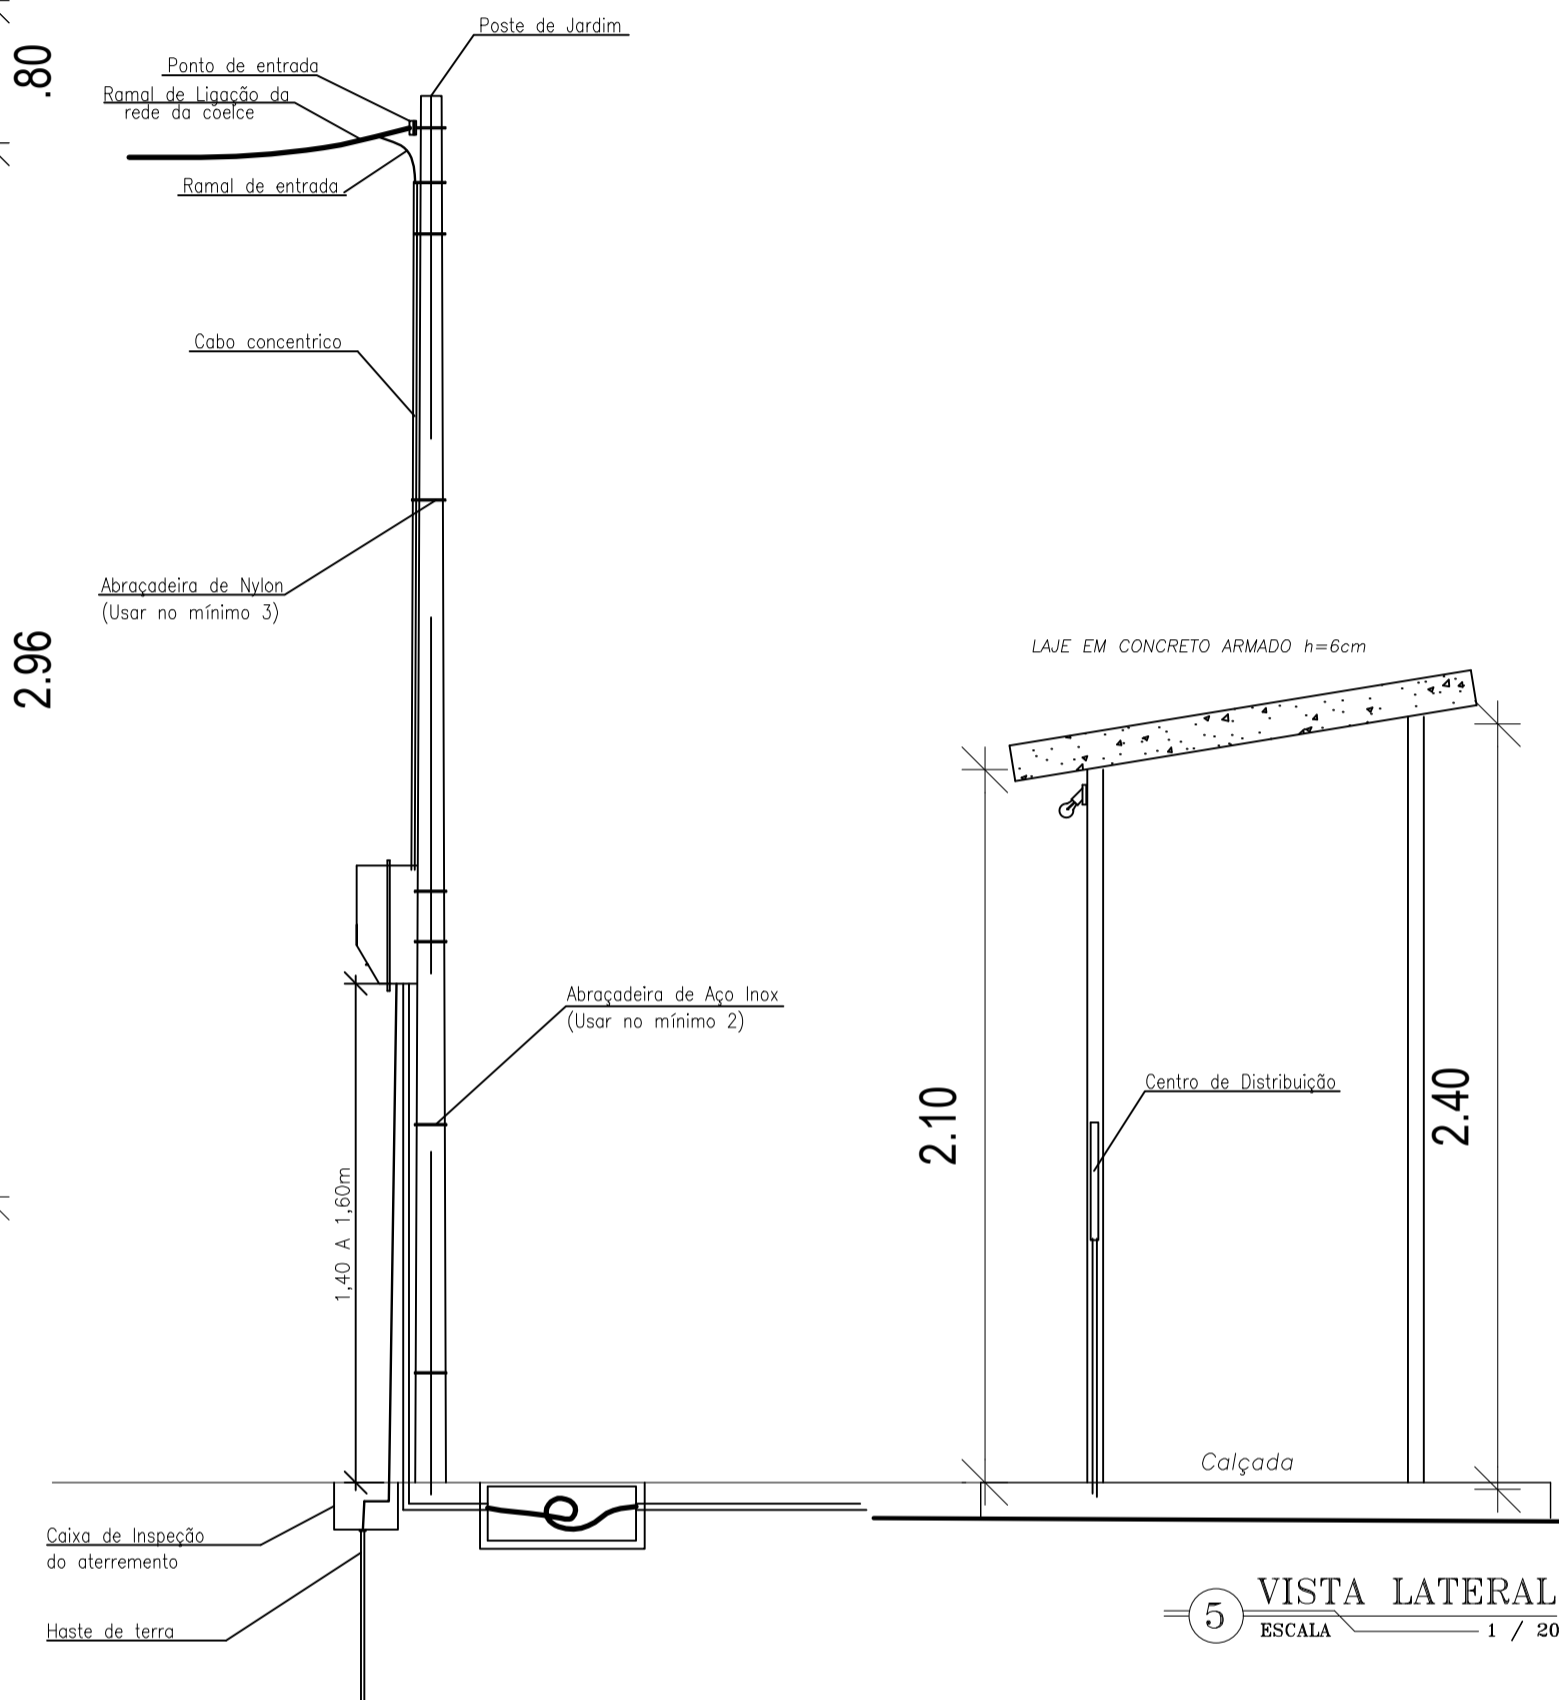 Poste de Jardim
.80
Ponto de entrada
Ramal de Ligação da
rede da coelce
Ramal de entrada
Cabo concentrico
Abraçadeira de Nylon
(Usar no mínimo 3)
2.96
LAJE EM CONCRETO ARMADO h=6cm
Abraçadeira de Aço Inox
(Usar no mínimo 2)
Centro de Distribuição
2.10
2.40
1,40 A 1,60m
Calçada
Caixa de Inspeção
do aterremento
Haste de terra
5
VISTA LATERAL
ESCALA 1 / 20